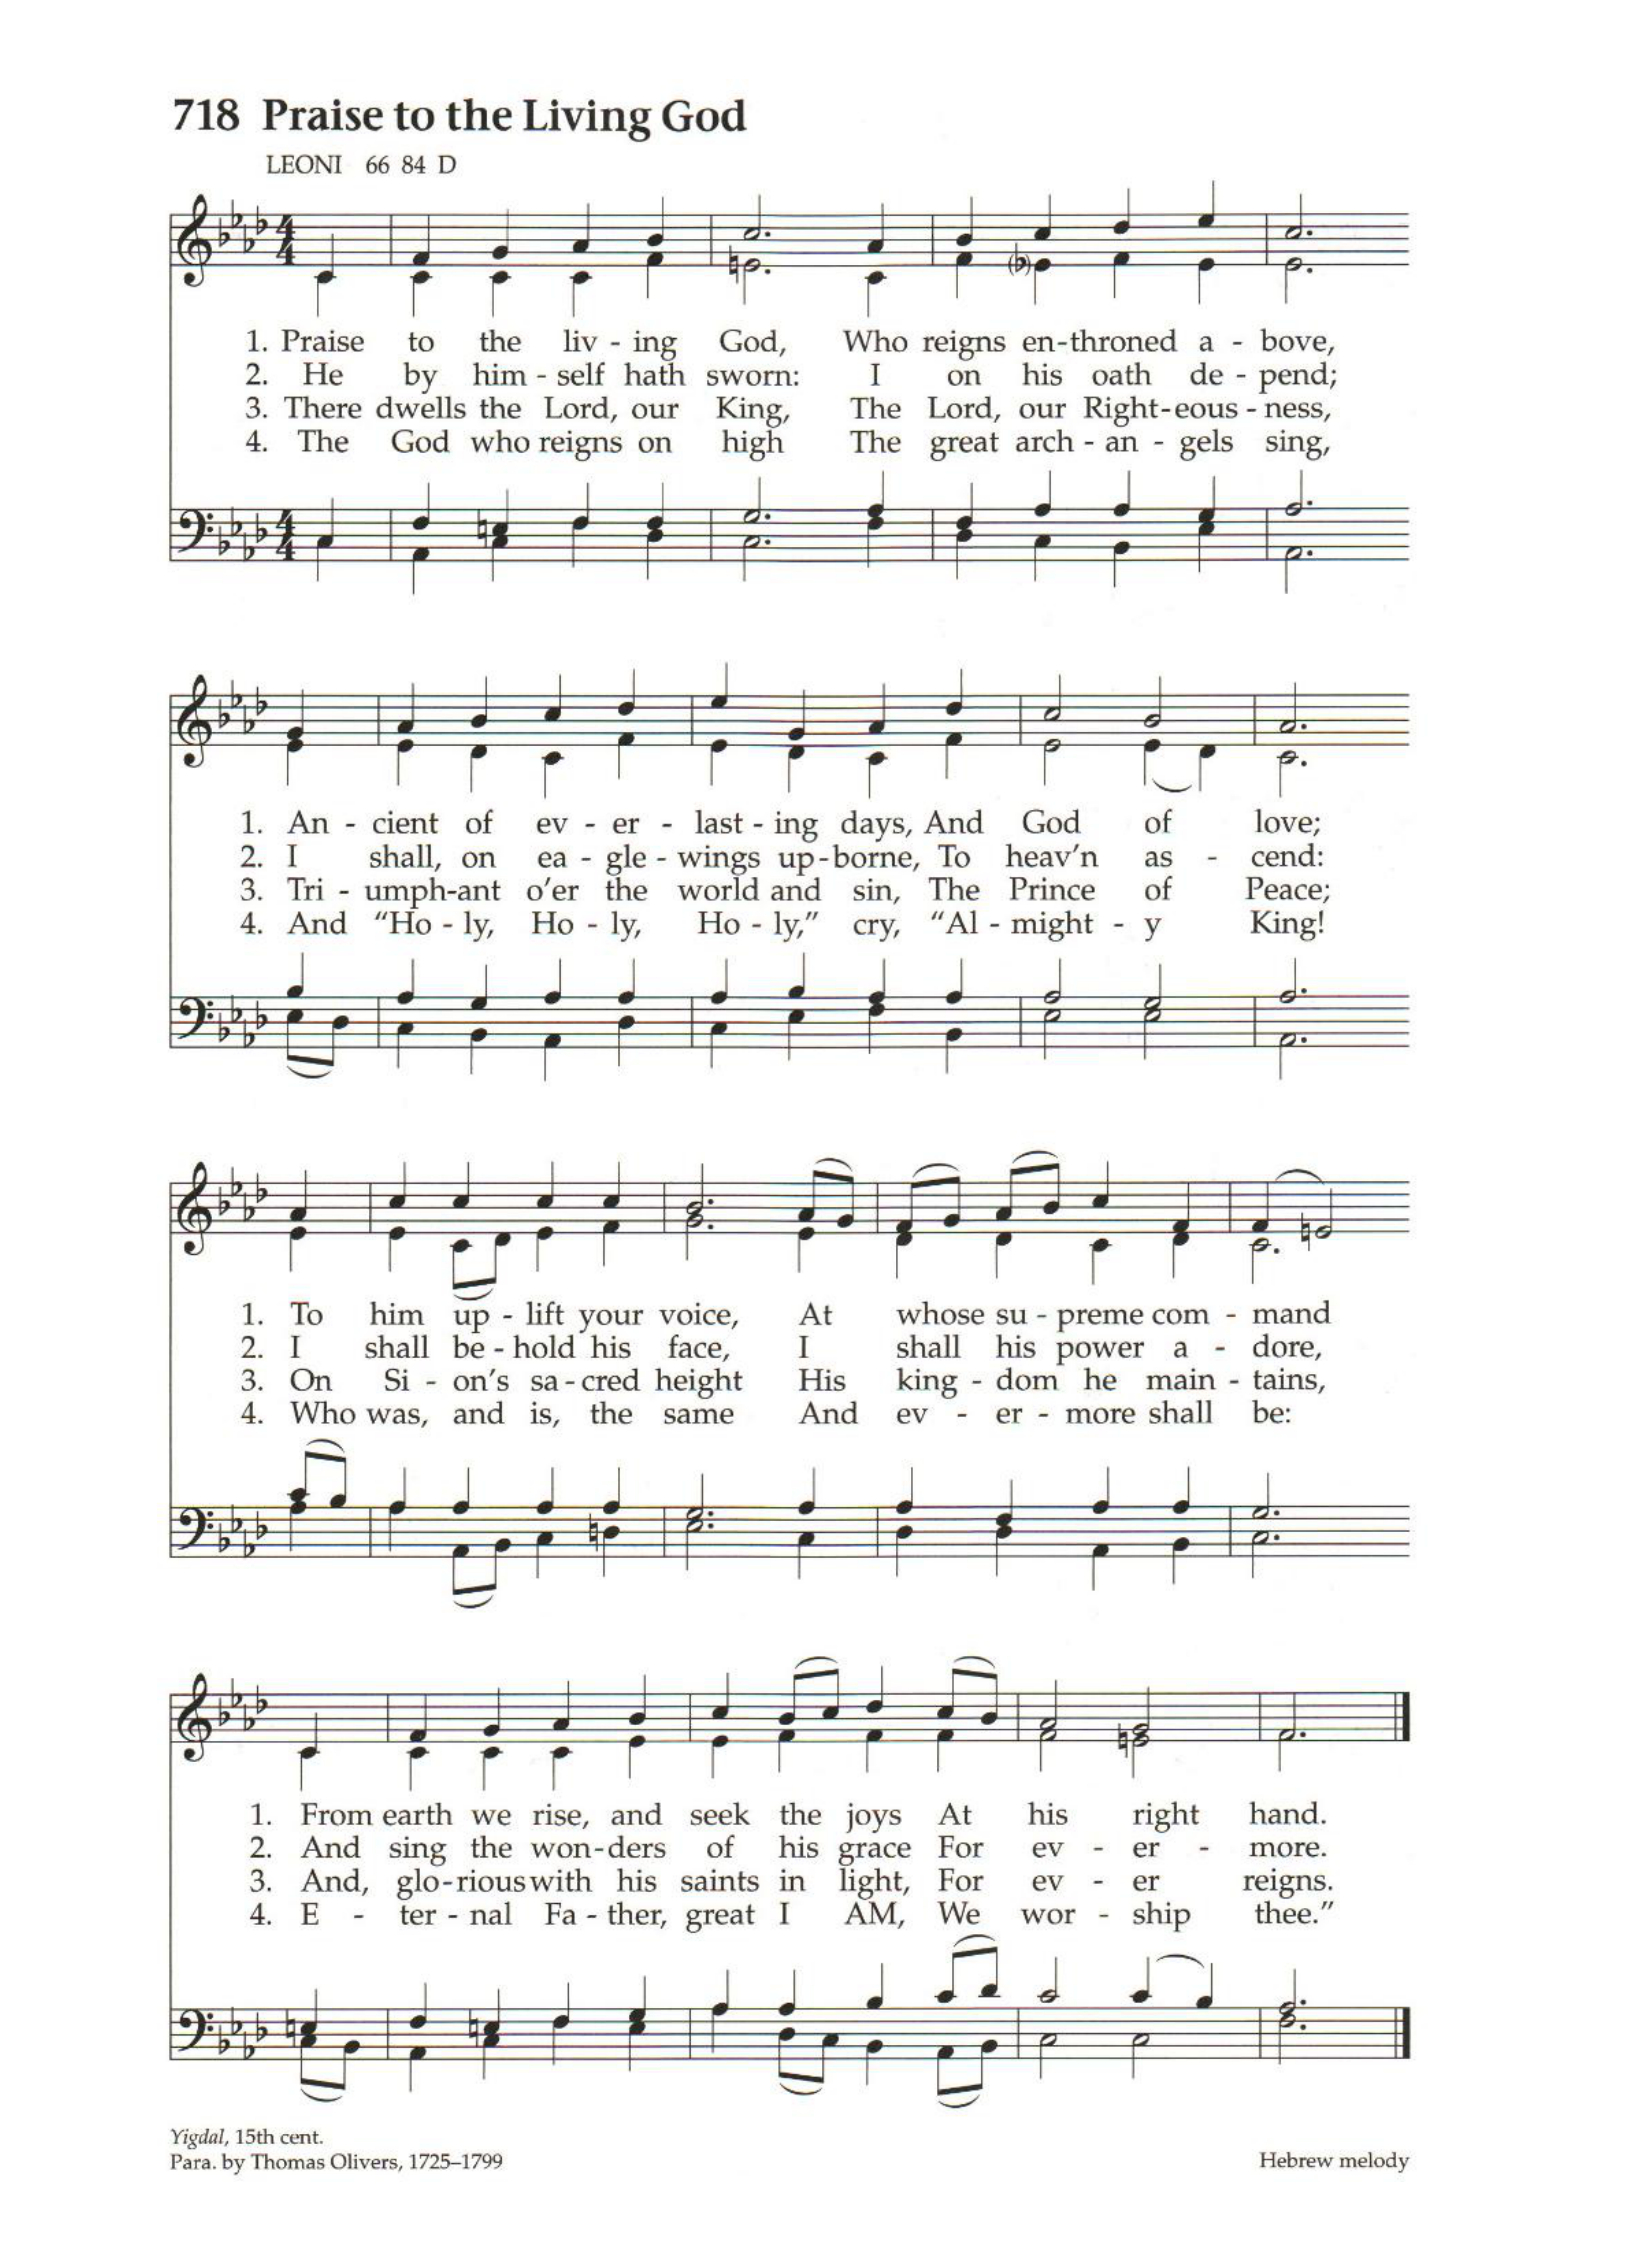 718 Praise to the Living God
LEONI 66 84 D
1. Praise to the liv - ing God, Who reigns en-throned a - bove,
2. He by him - self hath sworn: I on his oath de - pend;
3. There dwells the Lord, our King, The Lord, our Right-eous - ness,
4. The God who reigns on high The great arch - an - gels sing,
1. An - cient of ev - er - last - ing days, And God of love;
2. I shall, on ea - gle - wings up-borne, To heav'n as - cend:
3. Tri - umph-ant o'er the world and sin, The Prince of Peace;
4. And “Ho - ly, Ho - ly, Ho - ly,” cry, “Al - might - y King!
1. To him up - lift your voice, At whose su - preme com - mand
2. I shall be - hold his face, I shall his power a - dore,
3. On Si - on's sa - cred height His king - dom he main - tains,
4. Who was, and is, the same And ev - er - more shall be:
1. From earth we rise, and seek the joys At his right hand.
2. And sing the won-ders of his grace For ev - er - more.
3. And, glo-rious with his saints in light, For ev - er reigns.
4. E - ter - nal Fa - ther, great I AM, We wor - ship thee.”
Yigdal, 15th cent.
Para. by Thomas Olivers, 1725–1799 Hebrew melody